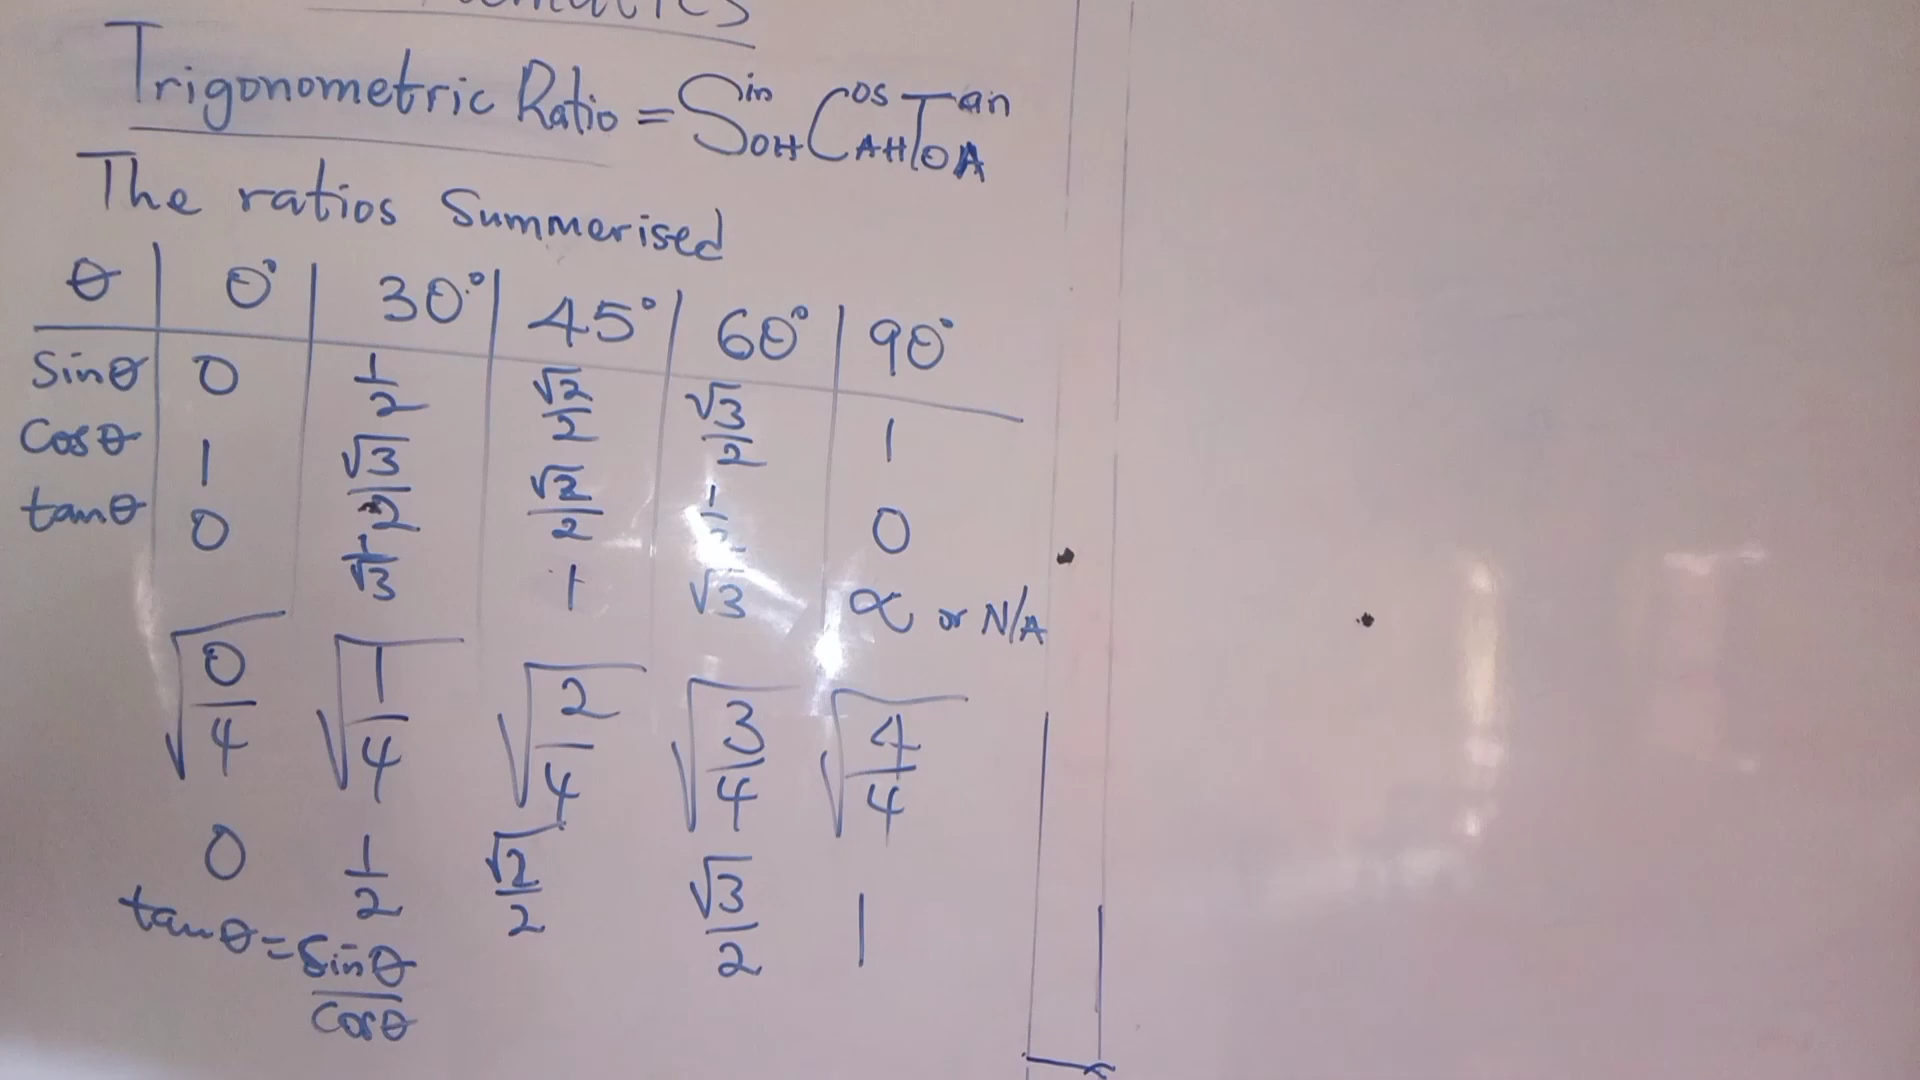 Trigonometric Ratio = Sin OH Cos AH Tan OA
The ratios Summerised
θ | 0° | 30° | 45° | 60° | 90°
Sinθ 0 1/2 √2/2 √3/2 1
Cosθ 1 √3/2 √2/2 1/2 0
tanθ 0 1/√3 1 √3 ∝ or N/A
√0/4 √1/4 √2/4 √3/4 √4/4
0 1/2 √2/2 √3/2 1
tanθ = Sinθ/Cosθ